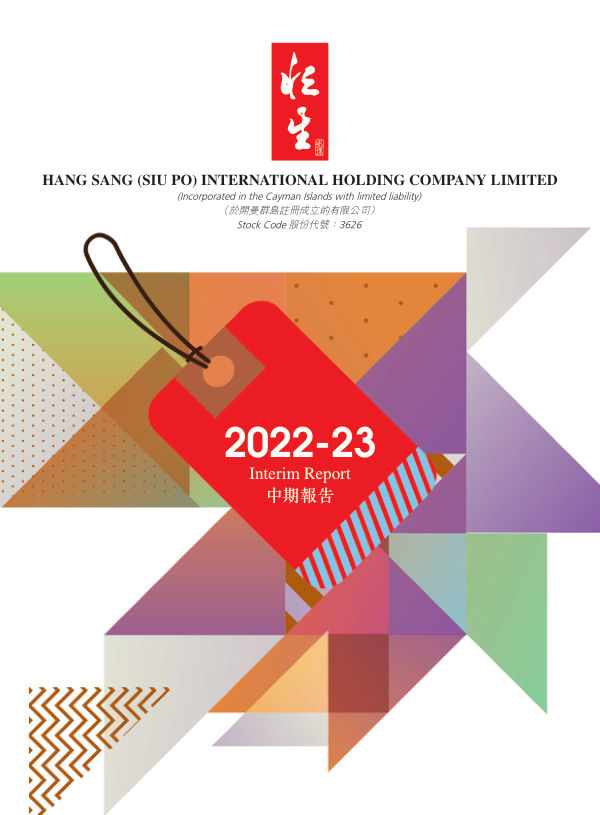 恒生
HANG SANG (SIU PO) INTERNATIONAL HOLDING COMPANY LIMITED
(Incorporated in the Cayman Islands with limited liability)
（於開曼群島註冊成立的有限公司）
Stock Code 股份代號：3626
2022-23
Interim Report
中期報告